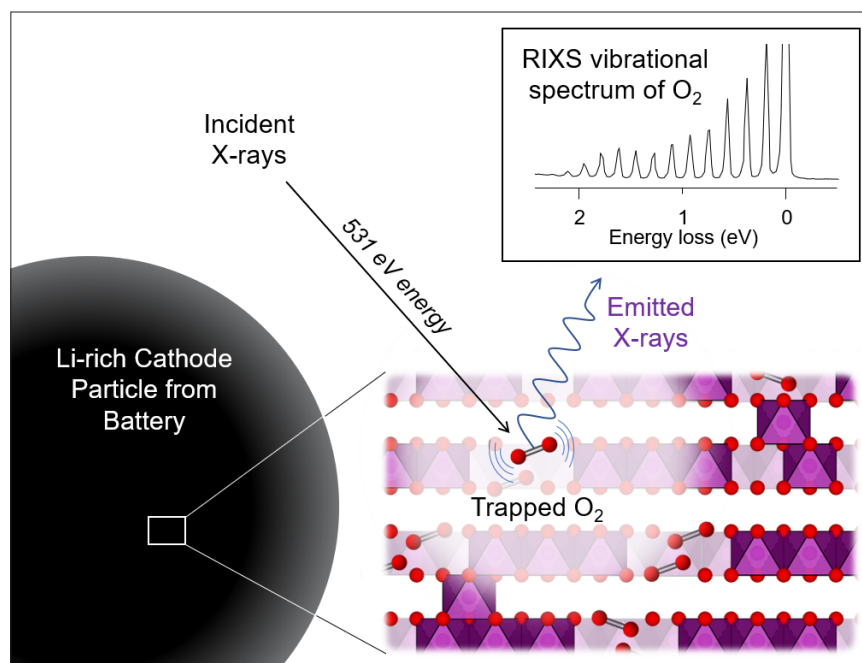 RIXS vibrational
spectrum of O₂
2 1 0
Energy loss (eV)
Incident
X-rays
531 eV energy
Emitted
X-rays
Li-rich Cathode
Particle from
Battery
Trapped O₂